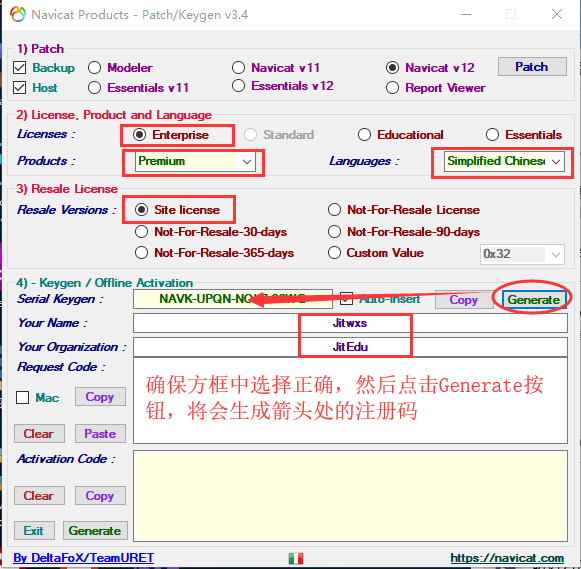 Navicat Products - Patch/Keygen v3.4
1) Patch
Backup Modeler Navicat v11 Navicat v12 Patch
Host Essentials v11 Essentials v12 Report Viewer
2) License, Product and Language
Licenses : Enterprise Standard Educational Essentials
Products : Premium Languages : Simplified Chinese
3) Resale License
Resale Versions : Site license Not-For-Resale License
Not-For-Resale-30-days Not-For-Resale-90-days
Not-For-Resale-365-days Custom Value 0x32
4) - Keygen / Offline Activation
Serial Keygen : Auto-Insert Copy Generate
Your Name : Jitwxs
Your Organization : JitEdu
Request Code :
确保方框中选择正确，然后点击Generate按
钮，将会生成箭头处的注册码
Mac Copy
Clear Paste
Activation Code :
Clear Copy
Exit Generate
By DeltaFoX/TeamURET https://navicat.com